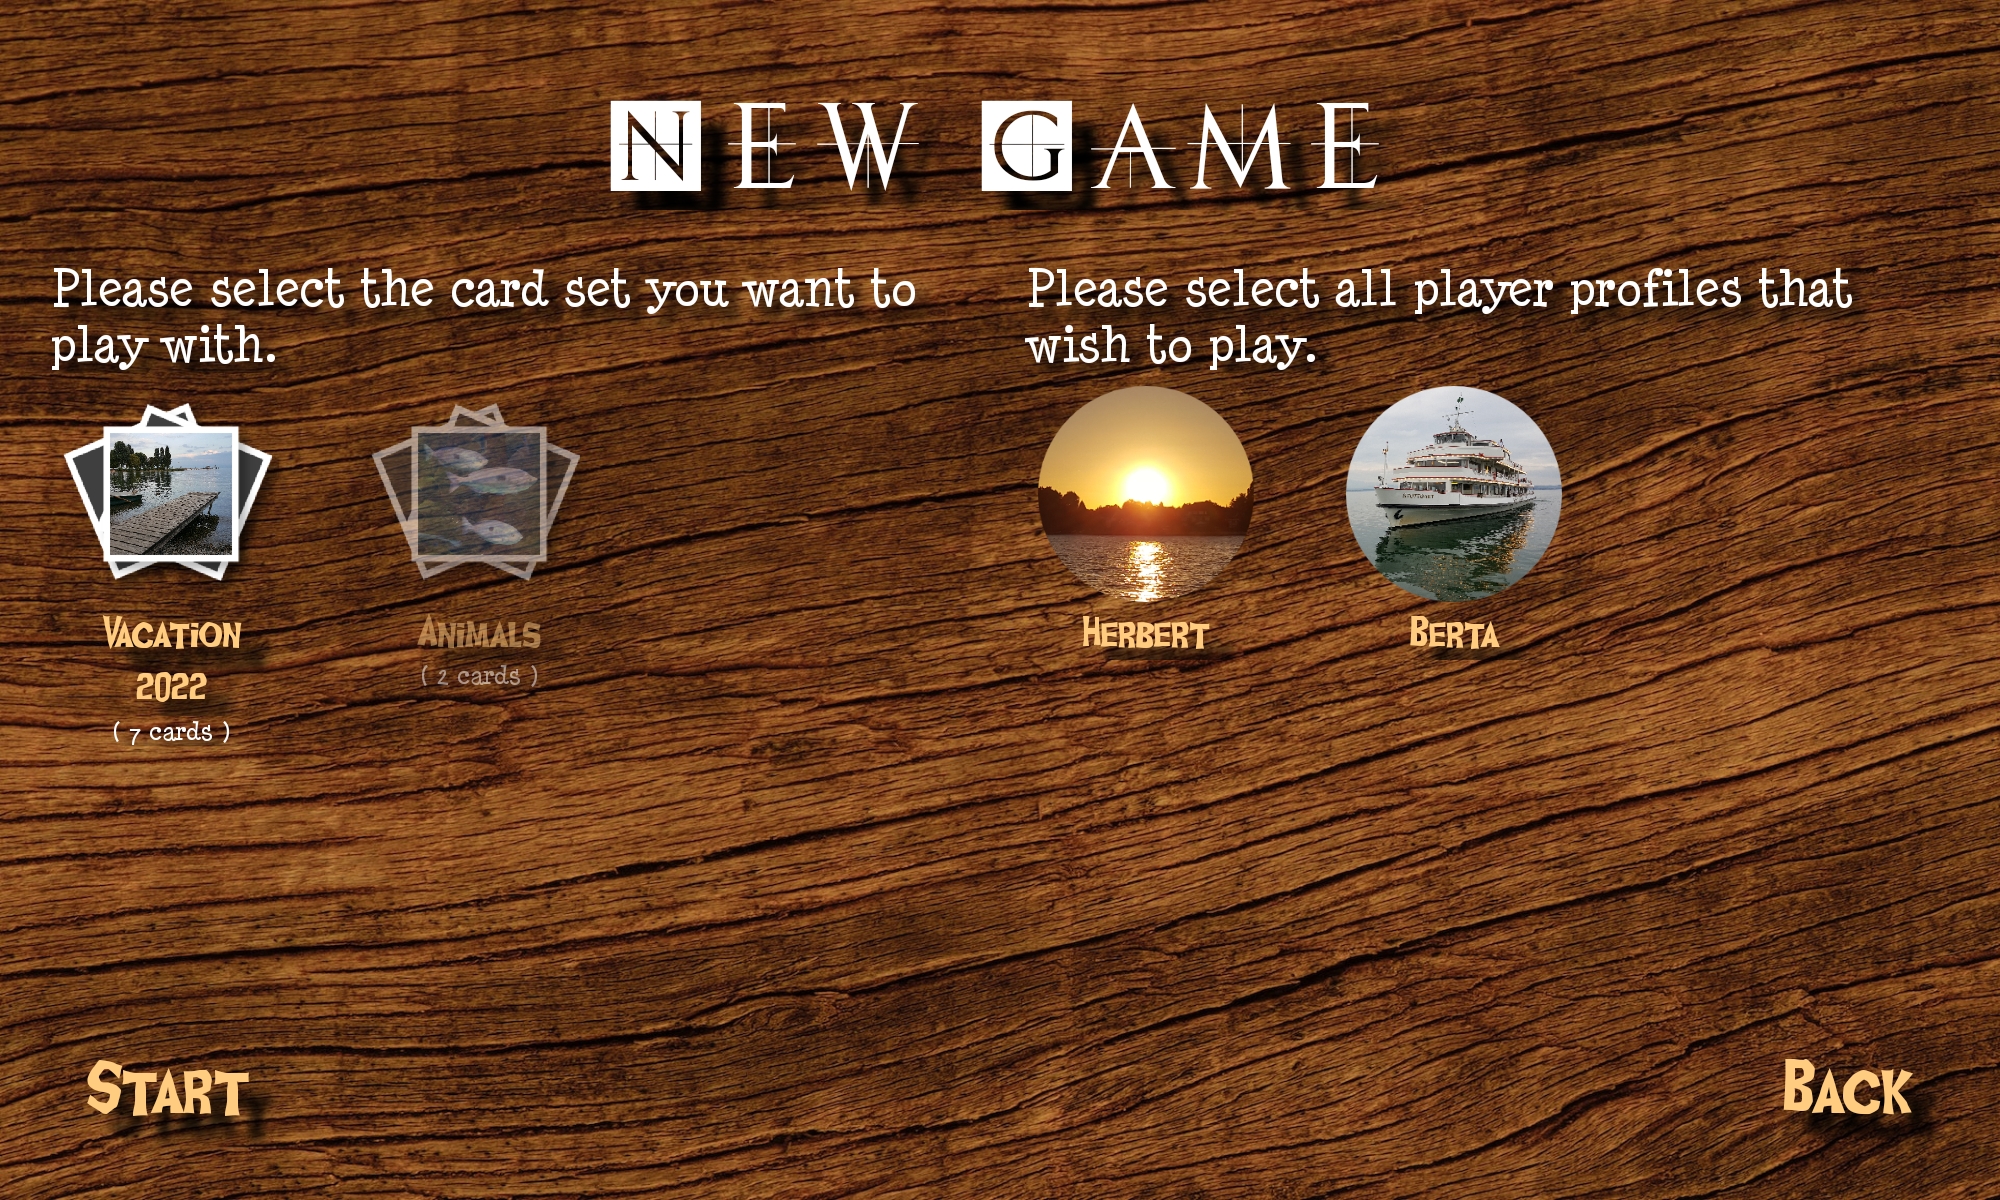 NEW GAME
Please select the card set you want to
play with.
Please select all player profiles that
wish to play.
VACATION
2022
( 7 cards )
ANIMALS
( 2 cards )
HERBERT
BERTA
START
BACK